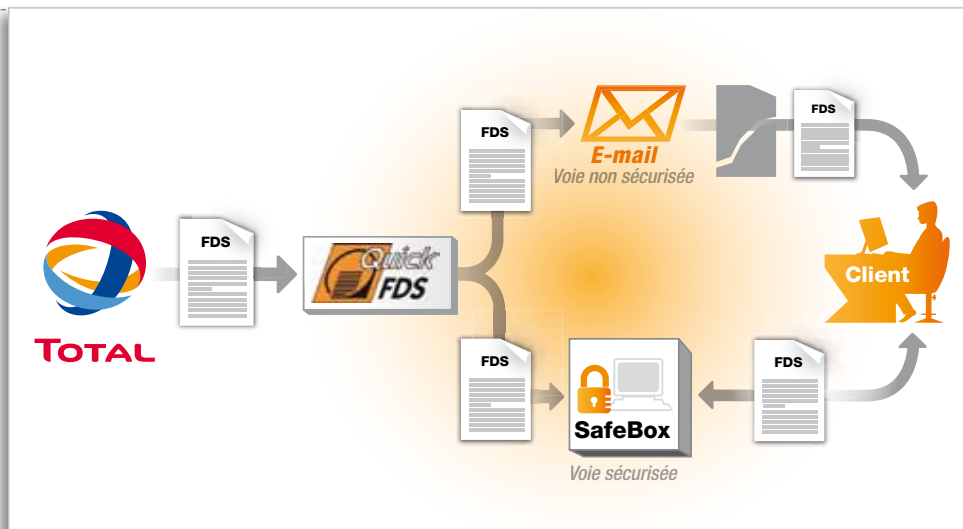 TOTAL
FDS
Quick
FDS
FDS
E-mail
Voie non sécurisée
FDS
Client
FDS
SafeBox
Voie sécurisée
FDS